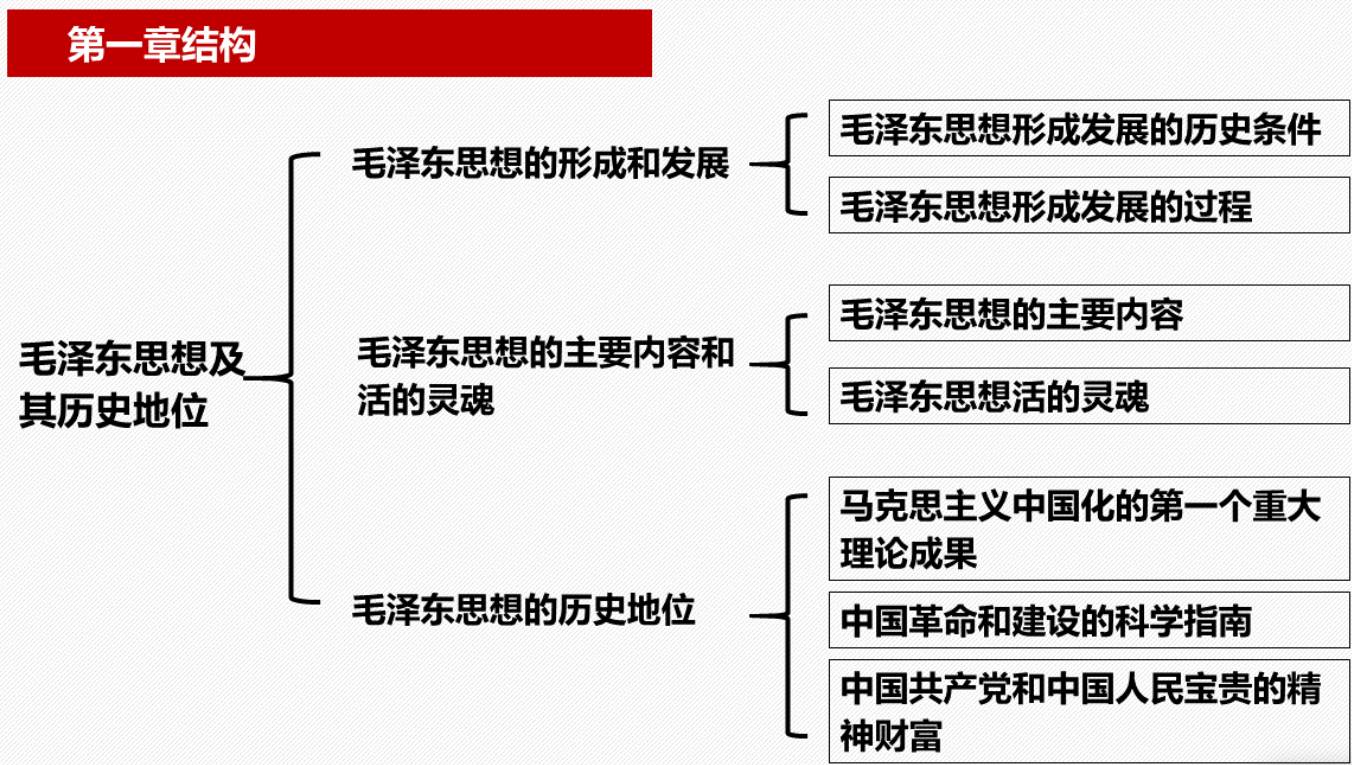 第一章结构
毛泽东思想及
其历史地位
毛泽东思想的形成和发展
毛泽东思想形成发展的历史条件
毛泽东思想形成发展的过程
毛泽东思想的主要内容和
活的灵魂
毛泽东思想的主要内容
毛泽东思想活的灵魂
毛泽东思想的历史地位
马克思主义中国化的第一个重大
理论成果
中国革命和建设的科学指南
中国共产党和中国人民宝贵的精
神财富